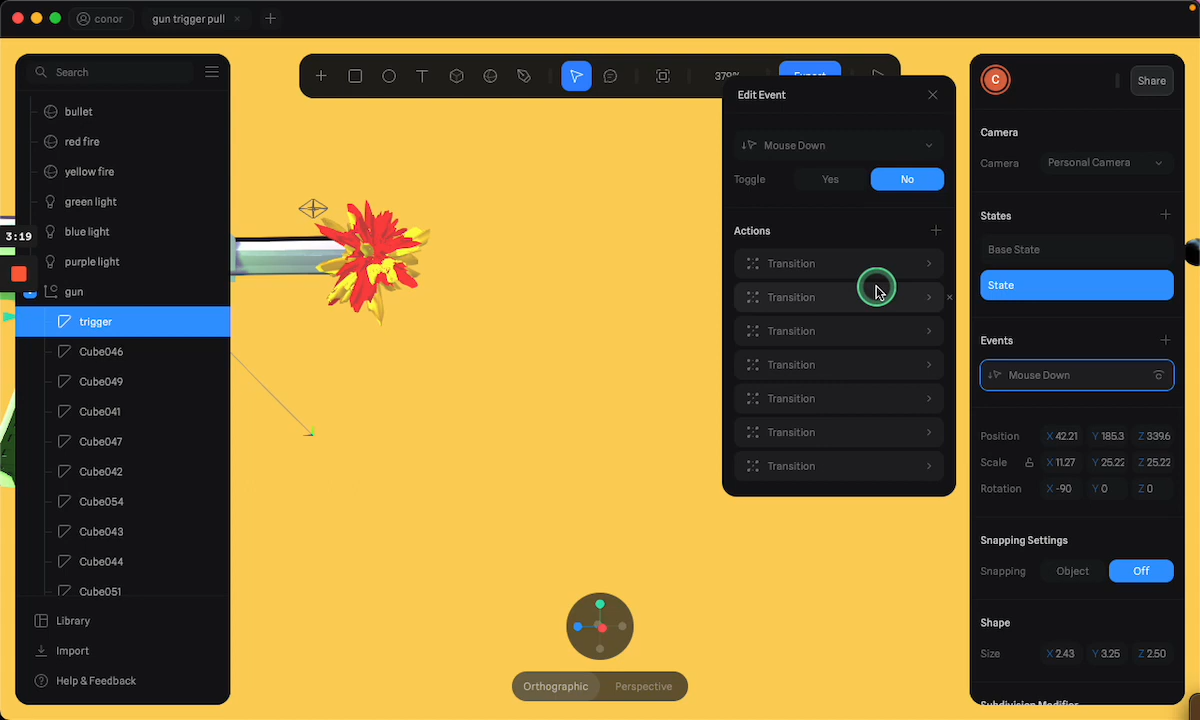 conor
gun trigger pull
Search
bullet
red fire
yellow fire
green light
blue light
purple light
3:19
gun
trigger
Cube046
Cube049
Cube041
Cube047
Cube042
Cube054
Cube043
Cube044
Cube051
Library
Import
Help & Feedback
T
379%
Export
Edit Event
Mouse Down
Toggle
Yes
No
Actions
Transition
Transition
Transition
Transition
Transition
Transition
Transition
Orthographic
Perspective
C
Share
Camera
Camera
Personal Camera
States
Base State
State
Events
Mouse Down
Position X 42.21 Y 185.3 Z 339.6
Scale X 11.27 Y 25.22 Z 25.22
Rotation X -90 Y 0 Z 0
Snapping Settings
Snapping
Object
Off
Shape
Size X 2.43 Y 3.25 Z 2.50
Subdivision Modifier